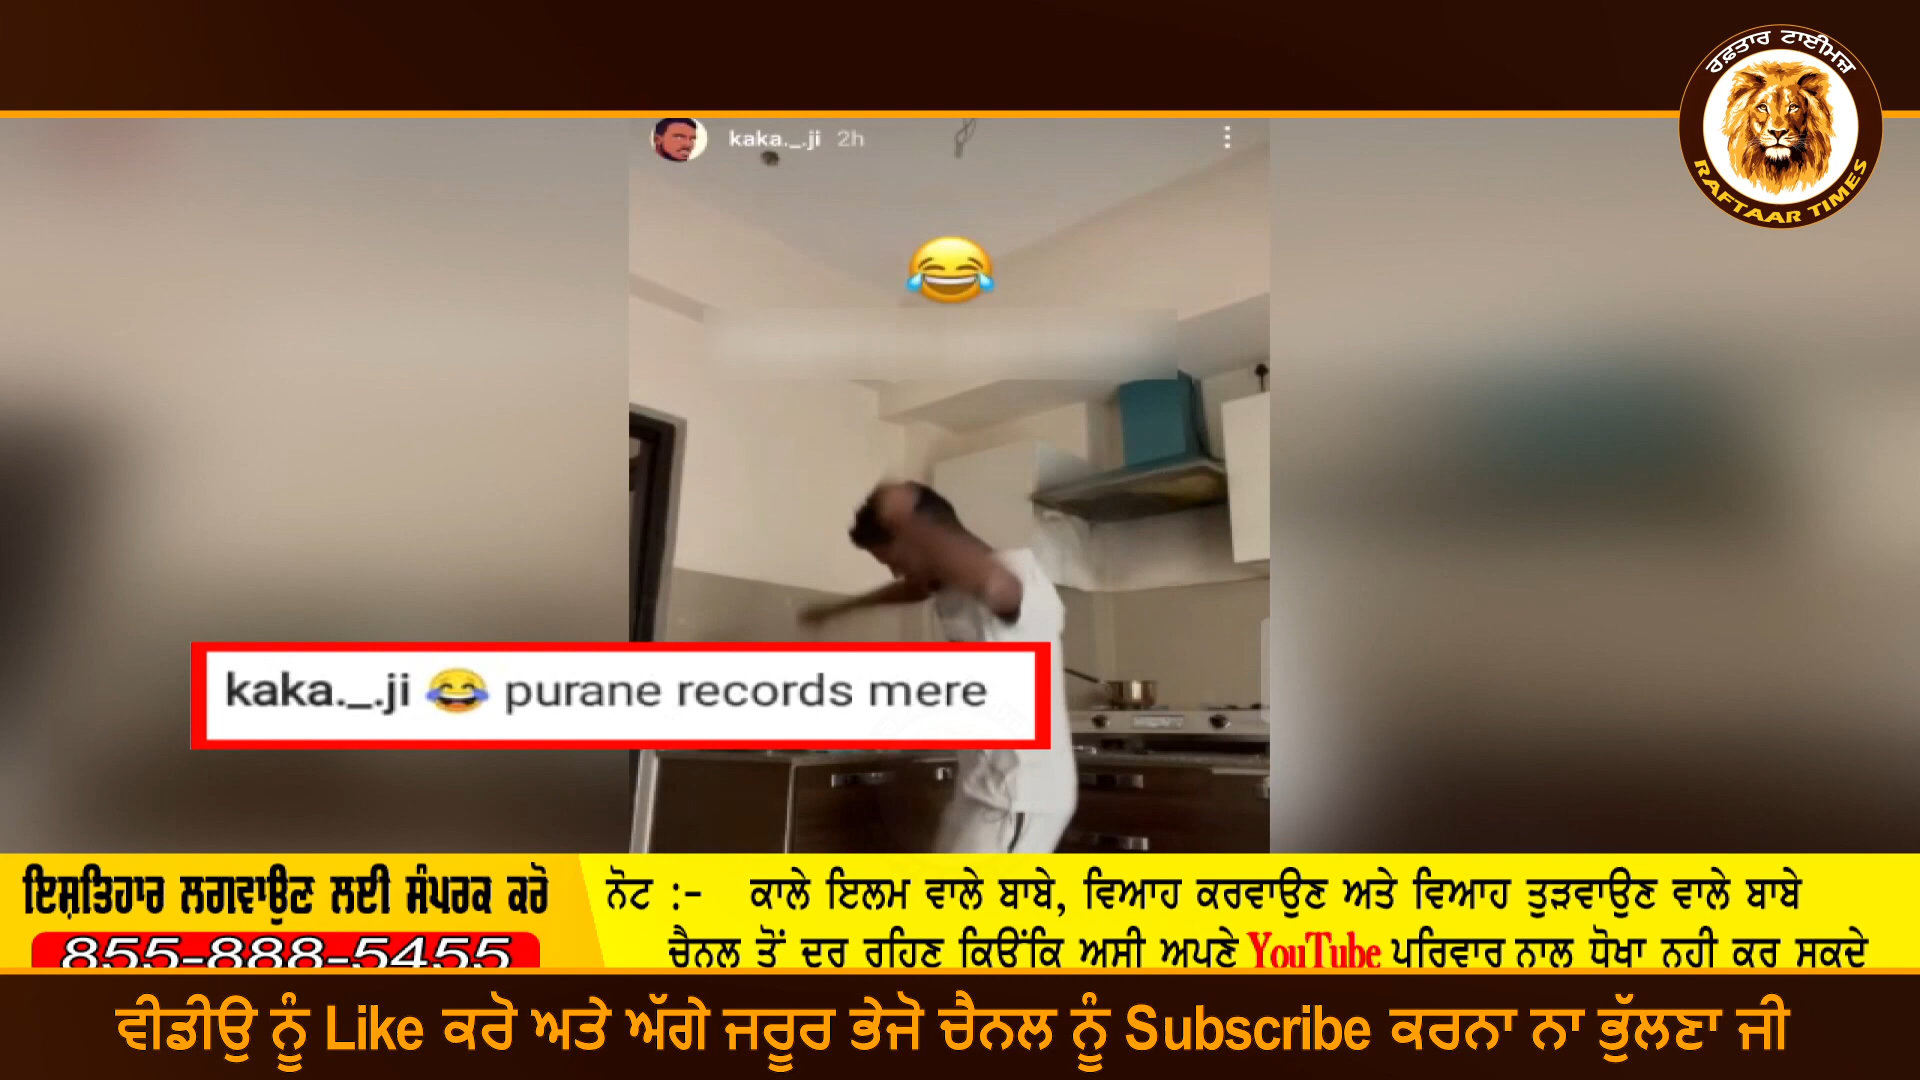 ਰਫ਼ਤਾਰ ਟਾਈਮਜ਼
RAFTAAR TIMES
kaka._.ji 2h
😂
kaka._.ji 😂 purane records mere
ਇਸ਼ਤਿਹਾਰ ਲਗਵਾਉਣ ਲਈ ਸੰਪਰਕ ਕਰੋ
855-888-5455
ਨੋਟ :- ਕਾਲੇ ਇਲਮ ਵਾਲੇ ਬਾਬੇ, ਵਿਆਹ ਕਰਵਾਉਣ ਅਤੇ ਵਿਆਹ ਤੁੜਵਾਉਣ ਵਾਲੇ ਬਾਬੇ
ਚੈਨਲ ਤੋਂ ਦੂਰ ਰਹਿਣ ਕਿਉਂਕਿ ਅਸੀ ਅਪਣੇ YouTube ਪਰਿਵਾਰ ਨਾਲ ਧੋਖਾ ਨਹੀ ਕਰ ਸਕਦੇ
ਵੀਡੀਉ ਨੂੰ Like ਕਰੋ ਅਤੇ ਅੱਗੇ ਜਰੂਰ ਭੇਜੋ ਚੈਨਲ ਨੂੰ Subscribe ਕਰਨਾ ਨਾ ਭੁੱਲਣਾ ਜੀ